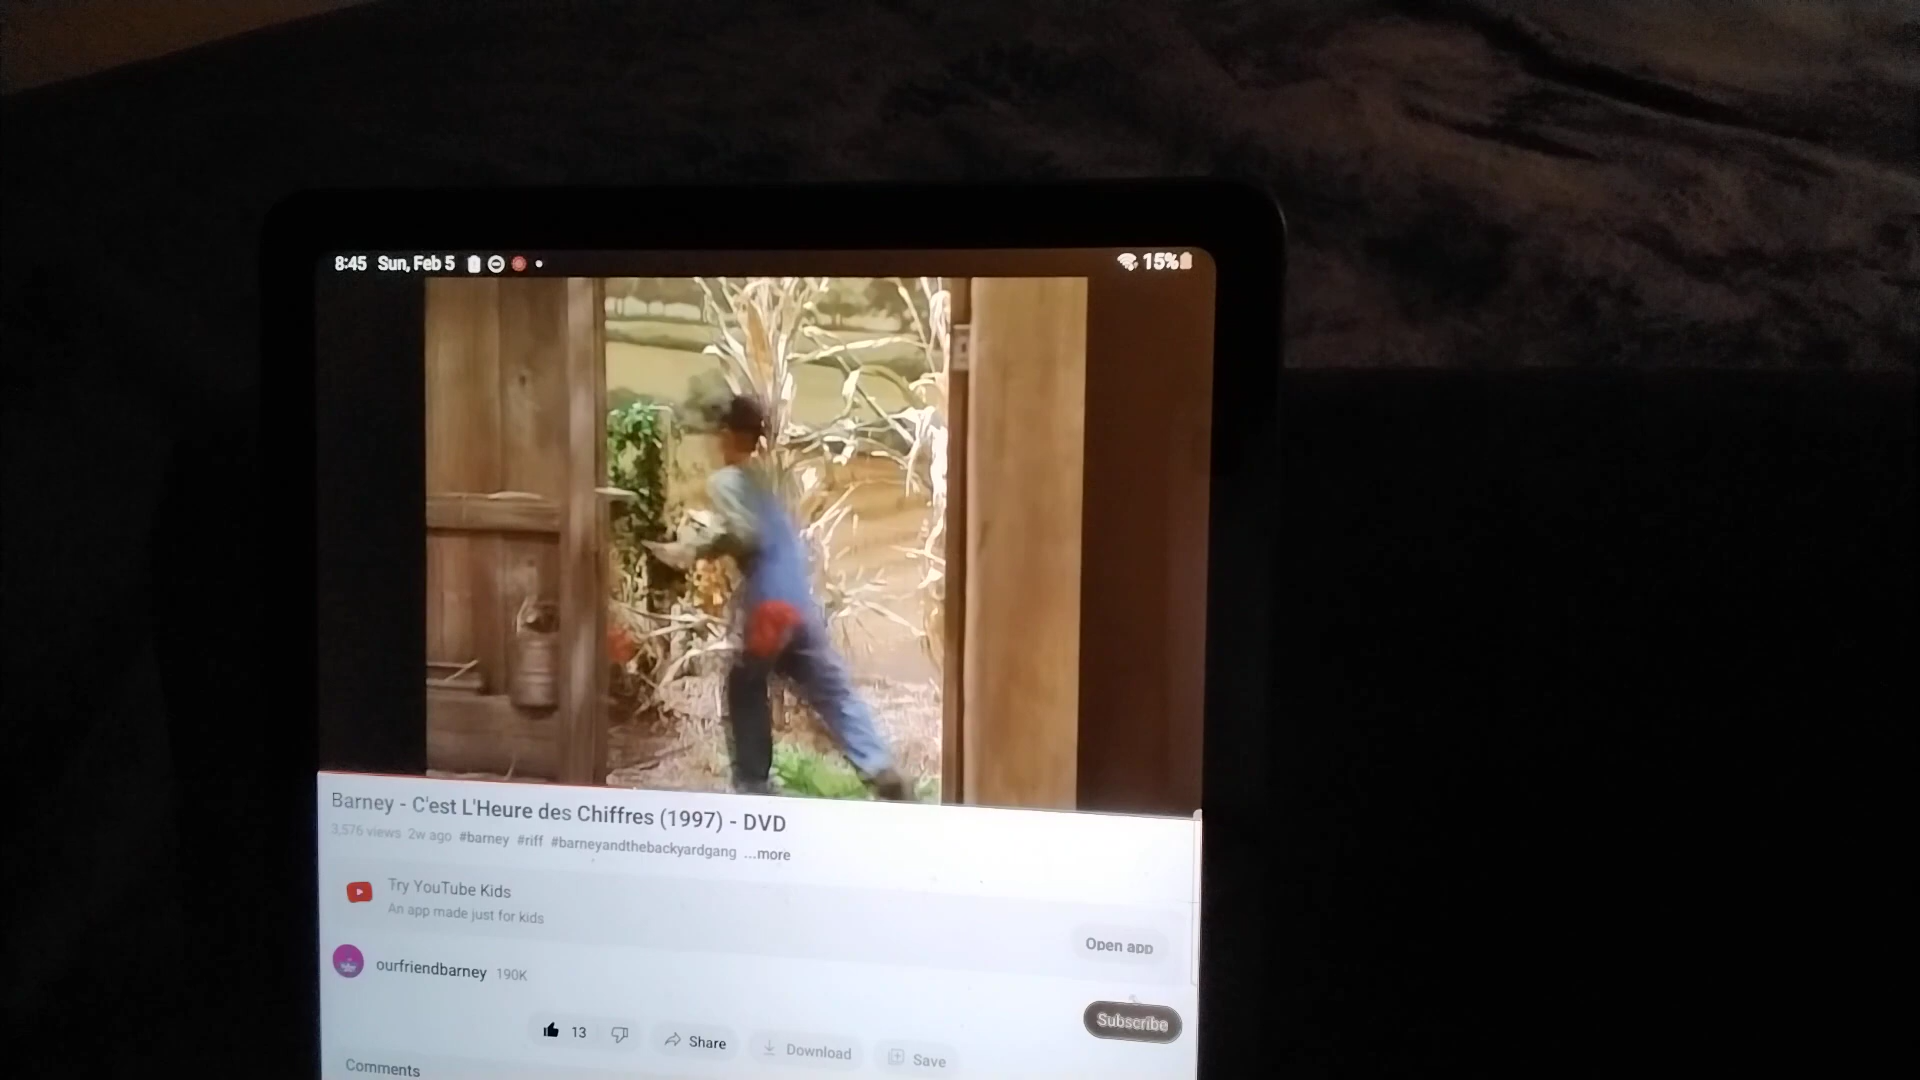 8:45 Sun, Feb 5 15%
Barney - C'est L'Heure des Chiffres (1997) - DVD
3,576 views 2w ago #barney #riff #barneyandthebackyardgang ...more
Try YouTube Kids
An app made just for kids
Open app
ourfriendbarney 190K
Subscribe
13 Share Download Save
Comments